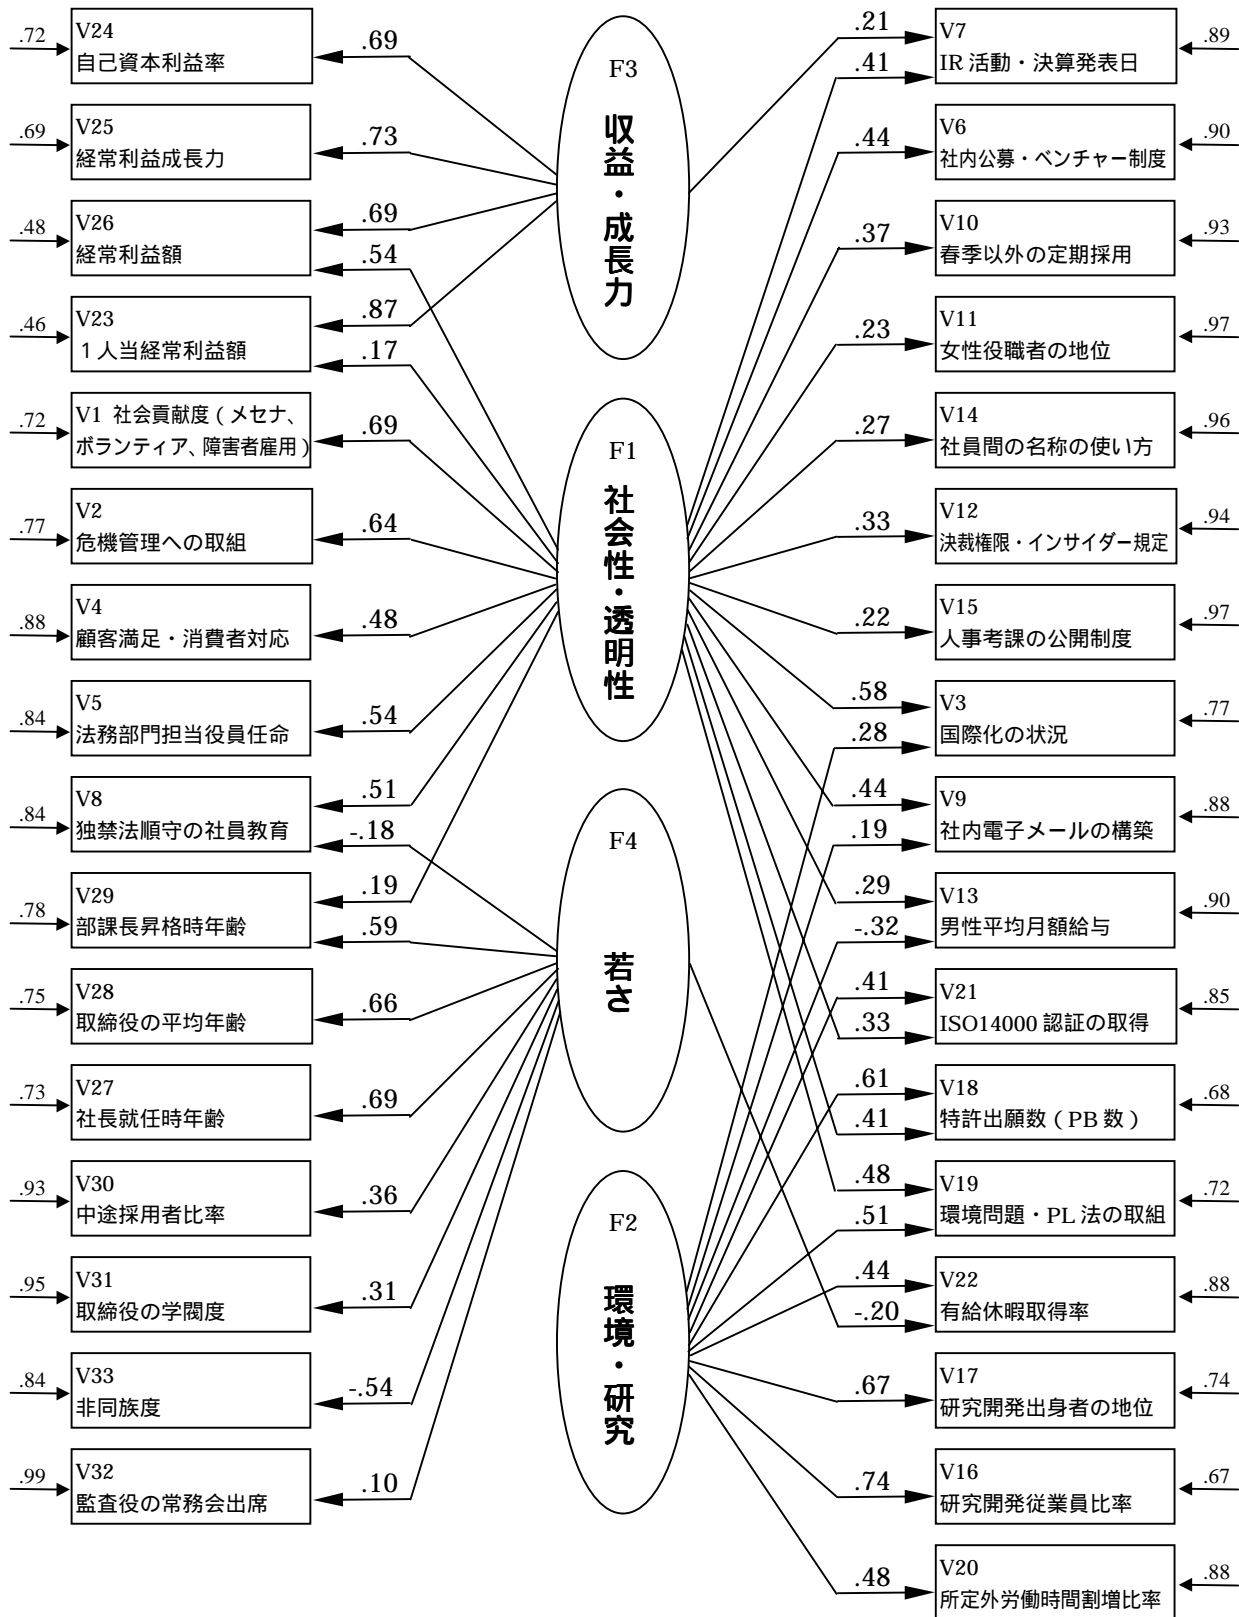 .72
V24
自己資本利益率
.69
.69
V25
経常利益成長力
.73
.48
V26
経常利益額
.69
.54
.46
V23
１人当経常利益額
.87
.17
.72
V1 社会貢献度（メセナ、
ボランティア、障害者雇用）
.69
.77
V2
危機管理への取組
.64
.88
V4
顧客満足・消費者対応
.48
.84
V5
法務部門担当役員任命
.54
.84
V8
独禁法順守の社員教育
.51
-.18
.78
V29
部課長昇格時年齢
.19
.59
.75
V28
取締役の平均年齢
.66
.73
V27
社長就任時年齢
.69
.93
V30
中途採用者比率
.36
.95
V31
取締役の学閥度
.31
.84
V33
非同族度
-.54
.99
V32
監査役の常務会出席
.10
F3
収益・成長力
F1
社会性・透明性
F4
若さ
F2
環境・研究
.21
.41
V7
IR 活動・決算発表日
.89
.44
V6
社内公募・ベンチャー制度
.90
.37
V10
春季以外の定期採用
.93
.23
V11
女性役職者の地位
.97
.27
V14
社員間の名称の使い方
.96
.33
V12
決裁権限・インサイダー規定
.94
.22
V15
人事考課の公開制度
.97
.58
.28
V3
国際化の状況
.77
.44
.19
V9
社内電子メールの構築
.88
.29
-.32
V13
男性平均月額給与
.90
.41
.33
V21
ISO14000 認証の取得
.85
.61
.41
V18
特許出願数（PB 数）
.68
.48
.51
V19
環境問題・PL 法の取組
.72
.44
-.20
V22
有給休暇取得率
.88
.67
V17
研究開発出身者の地位
.74
.74
V16
研究開発従業員比率
.67
.48
V20
所定外労働時間割増比率
.88